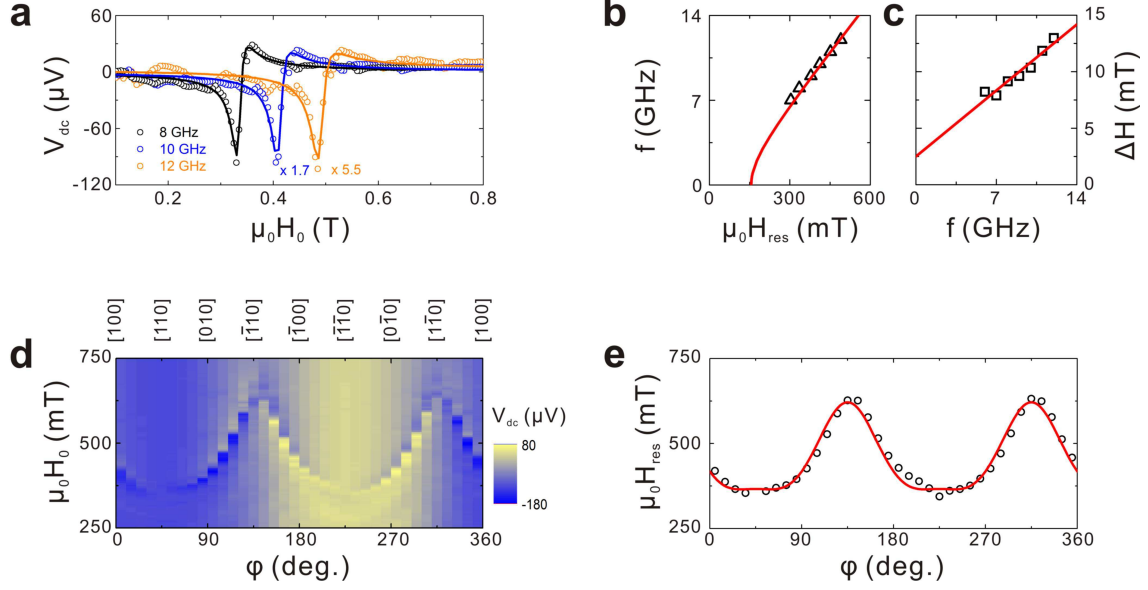 a
60
0
-60
-120
V_dc (μV)
8 GHz
10 GHz
12 GHz
x 1.7
x 5.5
0.2
0.4
0.6
0.8
μ₀H₀ (T)
b
14
7
0
f (GHz)
0
300
600
μ₀H_res (mT)
c
15
10
5
0
ΔH (mT)
0
7
14
f (GHz)
d
[100]
[110]
[010]
[1̄10]
[1̄00]
[1̄1̄0]
[01̄0]
[11̄0]
[100]
750
500
250
μ₀H₀ (mT)
0
90
180
270
360
φ (deg.)
V_dc (μV)
80
-180
e
750
500
250
μ₀H_res (mT)
0
90
180
270
360
φ (deg.)